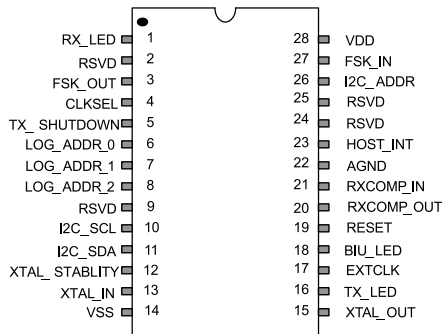 RX_LED 1 28 VDD
RSVD 2 27 FSK_IN
FSK_OUT 3 26 I2C_ADDR
CLKSEL 4 25 RSVD
TX_ SHUTDOWN 5 24 RSVD
LOG_ADDR_0 6 23 HOST_INT
LOG_ADDR_1 7 22 AGND
LOG_ADDR_2 8 21 RXCOMP_IN
RSVD 9 20 RXCOMP_OUT
I2C_SCL 10 19 RESET
I2C_SDA 11 18 BIU_LED
XTAL_STABLITY 12 17 EXTCLK
XTAL_IN 13 16 TX_LED
VSS 14 15 XTAL_OUT